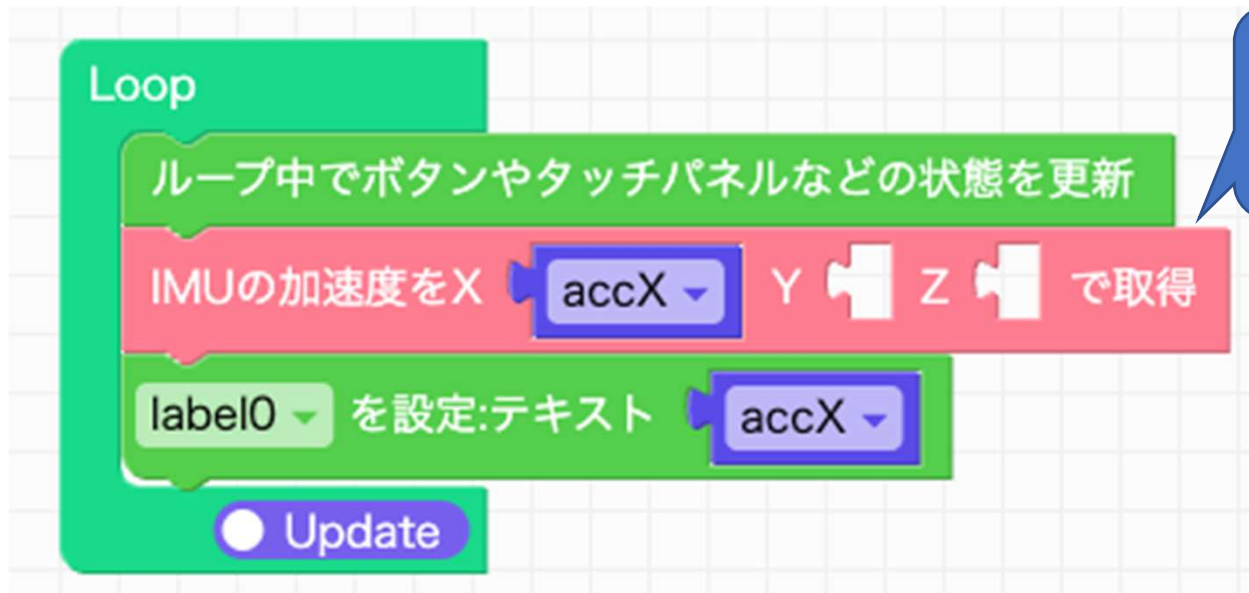 Loop
ループ中でボタンやタッチパネルなどの状態を更新
IMUの加速度をX accX Y Z で取得
label0 を設定:テキスト accX
Update